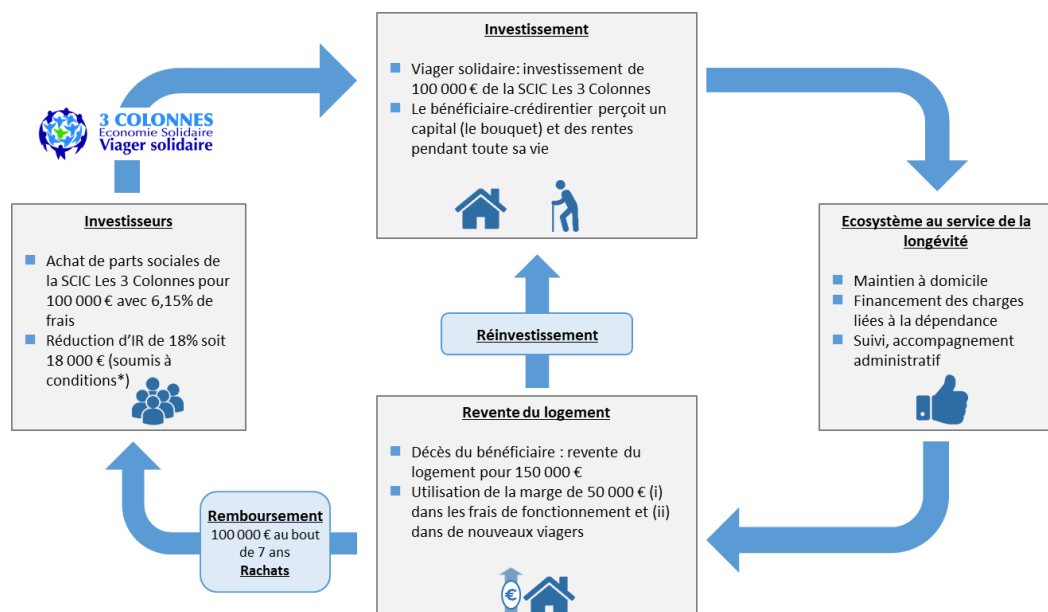 Investissement
Viager solidaire: investissement de
100 000 € de la SCIC Les 3 Colonnes
Le bénéficiaire-crédirentier perçoit un
capital (le bouquet) et des rentes
pendant toute sa vie
3 COLONNES
Economie Solidaire
Viager solidaire
Investisseurs
Achat de parts sociales de
la SCIC Les 3 Colonnes pour
100 000 € avec 6,15% de
frais
Réduction d'IR de 18% soit
18 000 € (soumis à
conditions*)
Ecosystème au service de la
longévité
Maintien à domicile
Financement des charges
liées à la dépendance
Suivi, accompagnement
administratif
Réinvestissement
Revente du logement
Décès du bénéficiaire : revente du
logement pour 150 000 €
Utilisation de la marge de 50 000 € (i)
dans les frais de fonctionnement et (ii)
dans de nouveaux viagers
€
Remboursement
100 000 € au bout
de 7 ans
Rachats